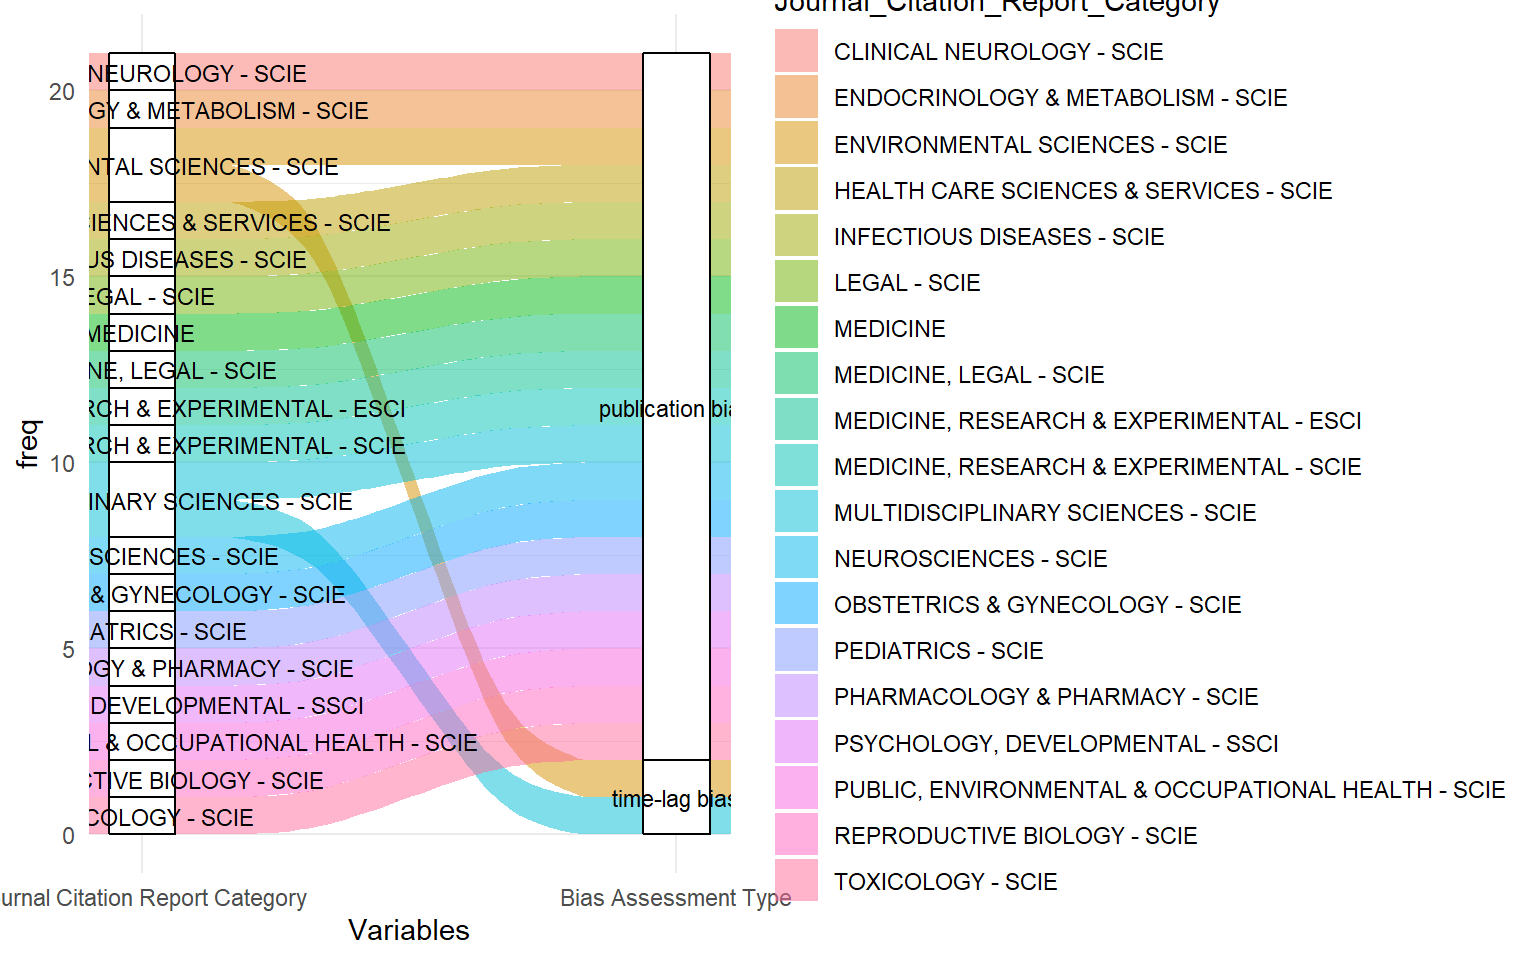 Journal_Citation_Report_Category
freq
20
15
10
5
0
NEUROLOGY - SCIE
GY & METABOLISM - SCIE
NTAL SCIENCES - SCIE
IENCES & SERVICES - SCIE
US DISEASES - SCIE
EGAL - SCIE
MEDICINE
NE, LEGAL - SCIE
RCH & EXPERIMENTAL - ESCI
RCH & EXPERIMENTAL - SCIE
INARY SCIENCES - SCIE
SCIENCES - SCIE
& GYNECOLOGY - SCIE
ATRICS - SCIE
OGY & PHARMACY - SCIE
DEVELOPMENTAL - SSCI
L & OCCUPATIONAL HEALTH - SCIE
CTIVE BIOLOGY - SCIE
COLOGY - SCIE
publication bia
time-lag bias
urnal Citation Report Category
Bias Assessment Type
Variables
CLINICAL NEUROLOGY - SCIE
ENDOCRINOLOGY & METABOLISM - SCIE
ENVIRONMENTAL SCIENCES - SCIE
HEALTH CARE SCIENCES & SERVICES - SCIE
INFECTIOUS DISEASES - SCIE
LEGAL - SCIE
MEDICINE
MEDICINE, LEGAL - SCIE
MEDICINE, RESEARCH & EXPERIMENTAL - ESCI
MEDICINE, RESEARCH & EXPERIMENTAL - SCIE
MULTIDISCIPLINARY SCIENCES - SCIE
NEUROSCIENCES - SCIE
OBSTETRICS & GYNECOLOGY - SCIE
PEDIATRICS - SCIE
PHARMACOLOGY & PHARMACY - SCIE
PSYCHOLOGY, DEVELOPMENTAL - SSCI
PUBLIC, ENVIRONMENTAL & OCCUPATIONAL HEALTH - SCIE
REPRODUCTIVE BIOLOGY - SCIE
TOXICOLOGY - SCIE